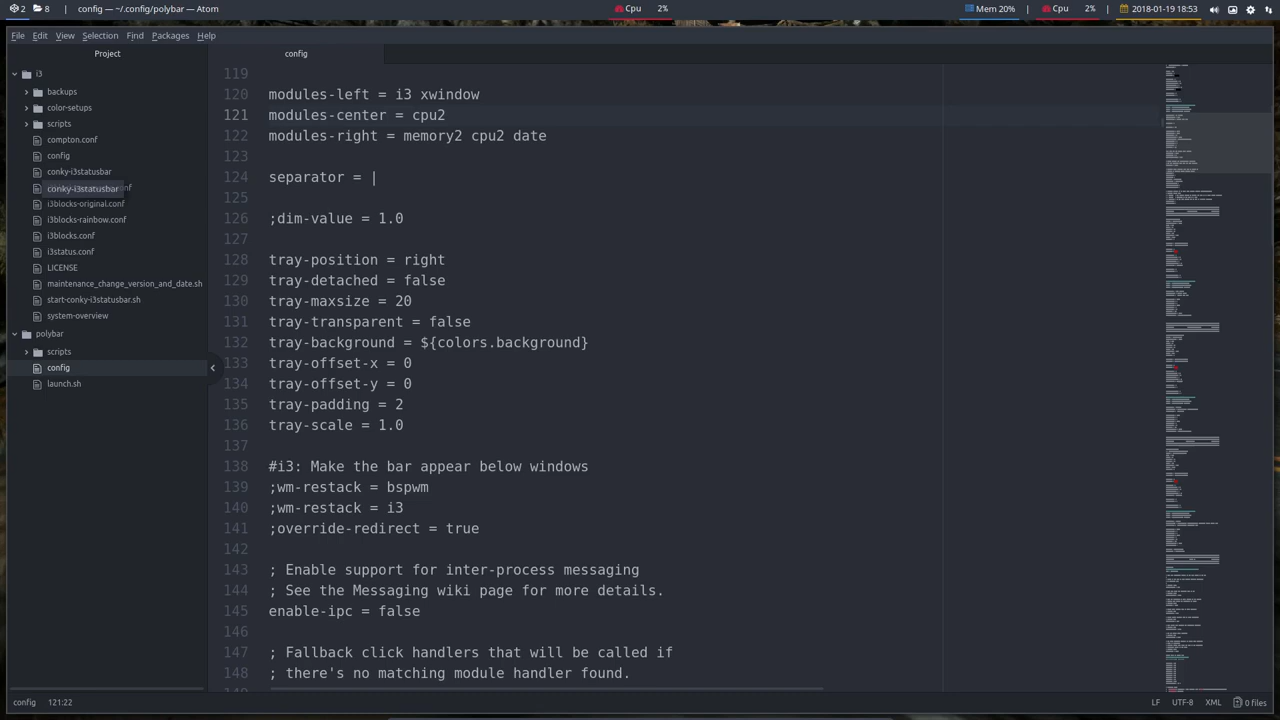 2
8
config — ~/.config/polybar — Atom
Cpu 2%
Mem 20%
Cpu 2%
2018-01-19 18:53
File Edit View Selection Find Packages Help
Project
i3
backups
color-setups
scripts
compton.conf
config
conky-i3statusbar
conky-i3statusbar
i3blocks-original.conf
i3blocks-rainbow.conf
i3blocks.conf
i3status.conf
LICENSE
maintenance_change_version_and_date.sh
start-conky-i3statusbar.sh
system-overview
polybar
scripts
config
launch.sh
config
119
120 modules-left = i3 xwindow
121 modules-center = cpu1
122 modules-right = memory2 cpu2 date
123
124 separator = |
125
126 ;dim-value = 1.0
127
128 tray-position = right
129 tray-detached = false
130 tray-maxsize = 20
131 tray-transparent = false
132 tray-background = ${colors.background}
133 tray-offset-x = 0
134 tray-offset-y = 0
135 tray-padding = 2
136 tray-scale = 1
137
138 #i3: Make the bar appear below windows
139 ;wm-restack = bspwm
140 ;wm-restack = i3
141 ;override-redirect = true
142
143 ; Enable support for inter-process messaging
144 ; See the Messaging wiki page for more details.
145 enable-ipc = false
146
147 ; Fallback click handlers that will be called if
148 ; there's no matching module handler found.
149
config 121:22
LF UTF-8 XML 0 files